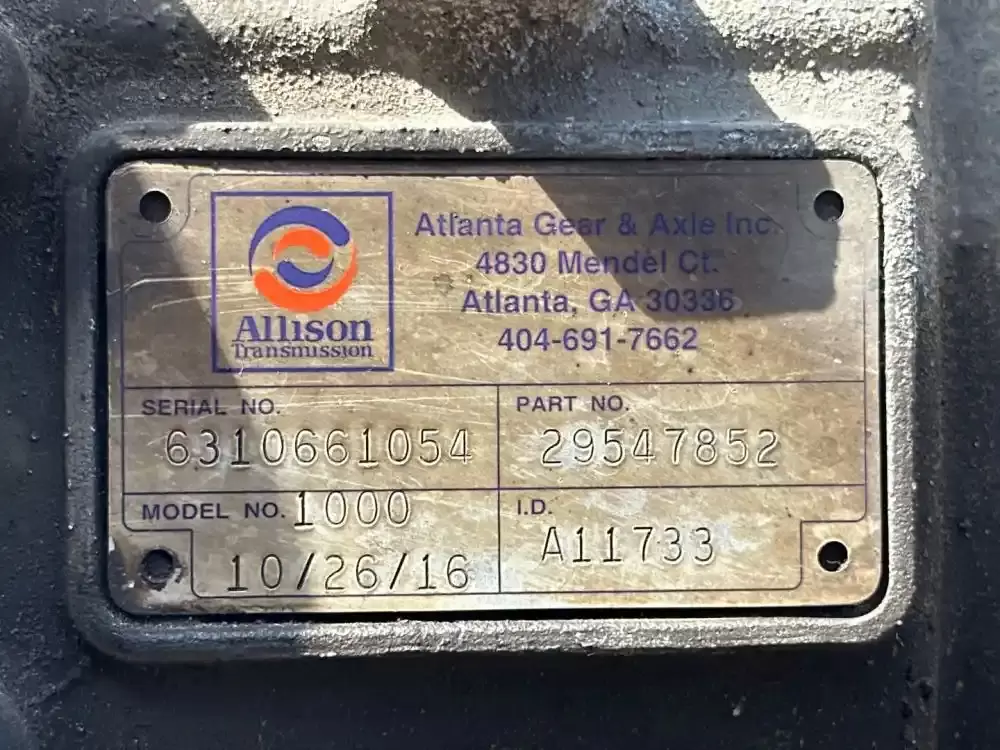 Allison
Transmission
Atlanta Gear & Axle Inc.
4830 Mendel Ct.
Atlanta, GA 30336
404-691-7662
SERIAL NO.
6310661054
PART NO.
29547852
MODEL NO. 1000
10/26/16
I.D.
A11733